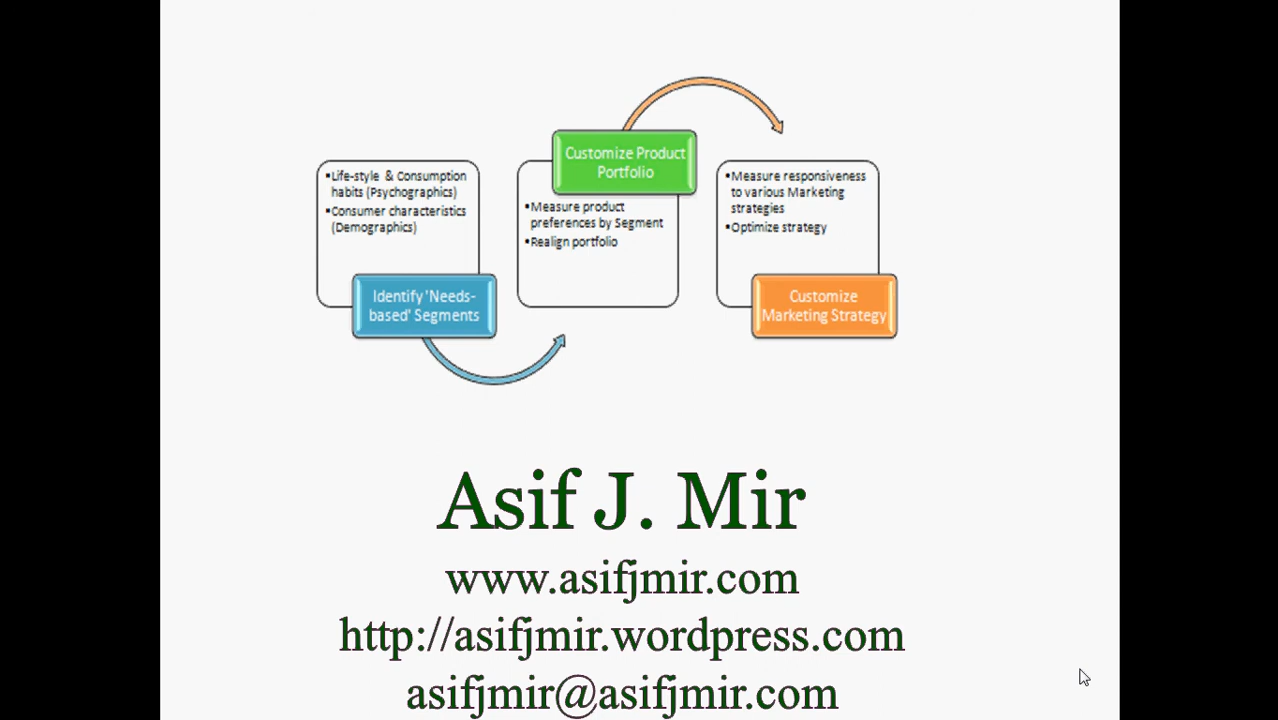 •Life-style & Consumption
habits (Psychographics)
•Consumer characteristics
(Demographics)
Identify 'Needs-
based' Segments
Customize Product
Portfolio
•Measure product
preferences by Segment
•Realign portfolio
•Measure responsiveness
to various Marketing
strategies
•Optimize strategy
Customize
Marketing Strategy
Asif J. Mir
www.asifjmir.com
http://asifjmir.wordpress.com
asifjmir@asifjmir.com